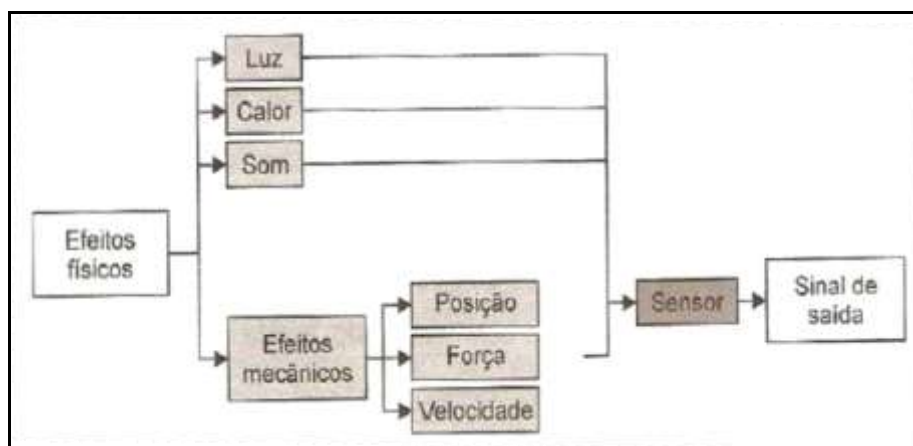 Luz
Calor
Som
Efeitos
físicos
Efeitos
mecânicos
Posição
Força
Velocidade
Sensor
Sinal de
saída